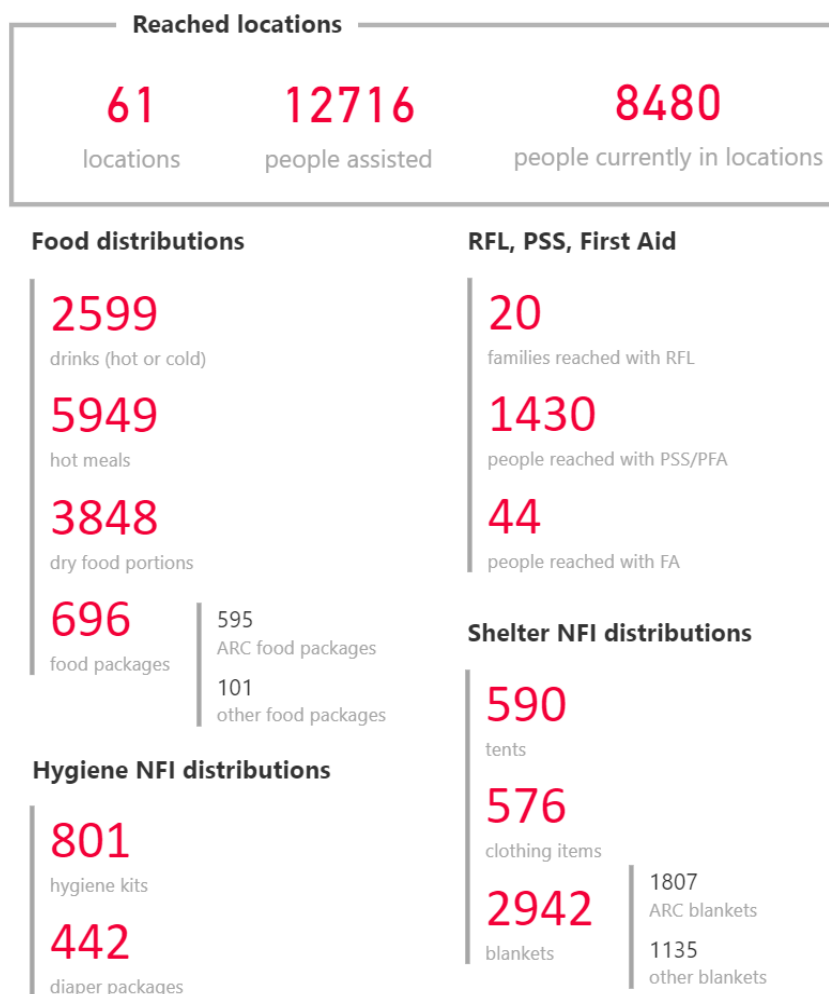 Reached locations
61
locations
12716
people assisted
8480
people currently in locations
Food distributions
2599
drinks (hot or cold)
5949
hot meals
3848
dry food portions
696
food packages
595
ARC food packages
101
other food packages
Hygiene NFI distributions
801
hygiene kits
442
diaper packages
RFL, PSS, First Aid
20
families reached with RFL
1430
people reached with PSS/PFA
44
people reached with FA
Shelter NFI distributions
590
tents
576
clothing items
2942
blankets
1807
ARC blankets
1135
other blankets